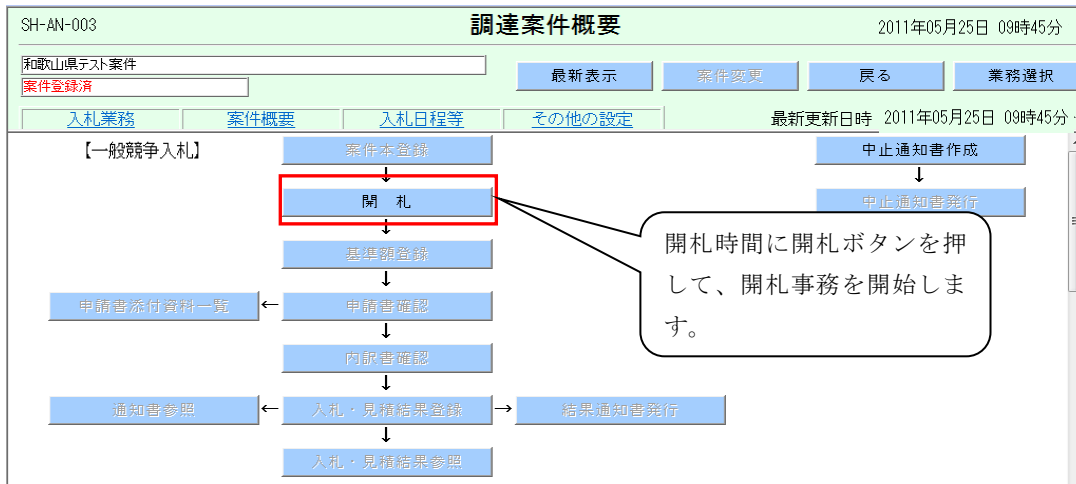 SH-AN-003
調達案件概要
2011年05月25日 09時45分
和歌山県テスト案件
案件登録済
最新表示
案件変更
戻る
業務選択
入札業務
案件概要
入札日程等
その他の設定
最新更新日時 2011年05月25日 09時45分
【一般競争入札】
案件本登録
中止通知書作成
↓
↓
開 札
中止通知書発行
↓
開札時間に開札ボタンを押
して、開札事務を開始しま
す。
基準額登録
↓
申請書添付資料一覧
←
申請書確認
↓
内訳書確認
↓
通知書参照
←
入札・見積結果登録
→
結果通知書発行
↓
入札・見積結果参照